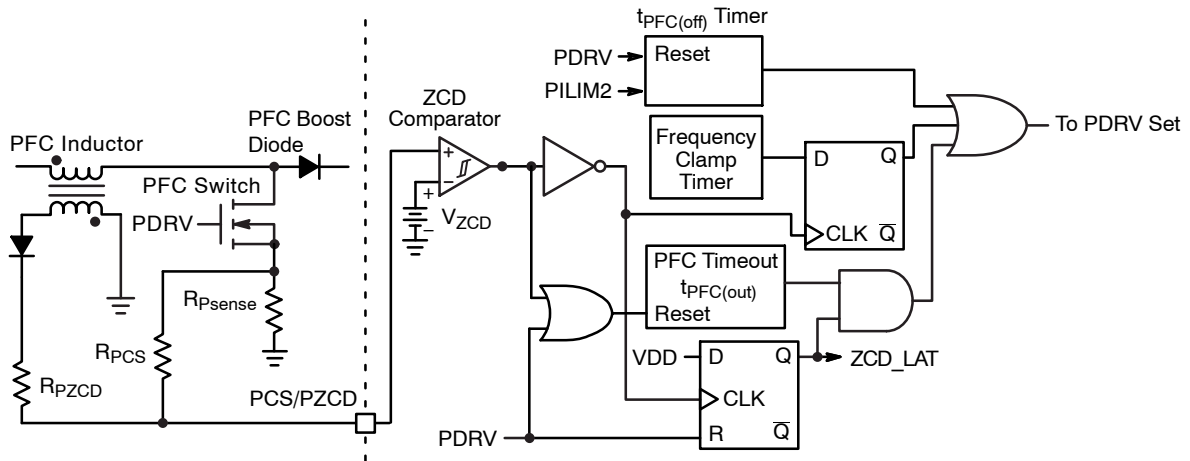 tPFC(off) Timer
PDRV
Reset
PILIM2
ZCD
Comparator
PFC Boost
Diode
PFC Inductor
Frequency
Clamp
Timer
D
Q
To PDRV Set
PFC Switch
+
−
+
−
VZCD
PDRV
CLK
Q
PFC Timeout
tPFC(out)
Reset
RPsense
RPCS
VDD
D
Q
ZCD_LAT
RPZCD
PCS/PZCD
CLK
PDRV
R
Q